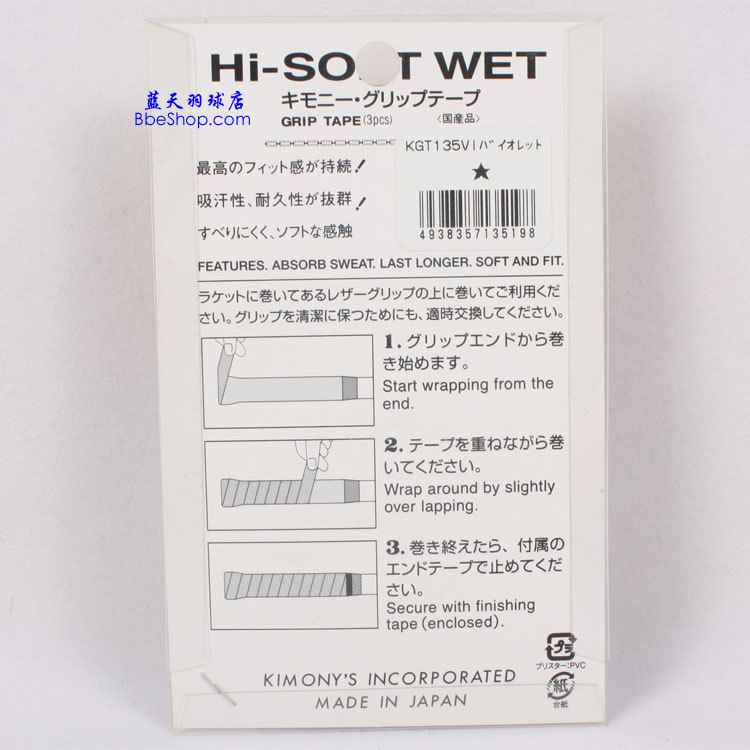 Hi-SOFT WET
蓝天羽球店
BbeShop.com
キモニー・グリップテープ
GRIP TAPE (3pcs)
〈国産品〉
KGT135VIバイオレット
★
4938357135198
最高のフィット感が持続!
吸汗性、耐久性が抜群!
すべりにくく、ソフトな感触
FEATURES. ABSORB SWEAT. LAST LONGER. SOFT AND FIT.
ラケットに巻いてあるレザーグリップの上に巻いてご利用くだ
さい。グリップを清潔に保つためにも、適時交換してください。
1. グリップエンドから巻
き始めます。
Start wrapping from the
end.
2. テープを重ねながら巻
いてください。
Wrap around by slightly
over lapping.
3. 巻き終えたら、付属の
エンドテープで止めてくだ
さい。
Secure with finishing
tape (enclosed).
プラ
ブリスター:PVC
紙
台紙
KIMONY'S INCORPORATED
MADE IN JAPAN